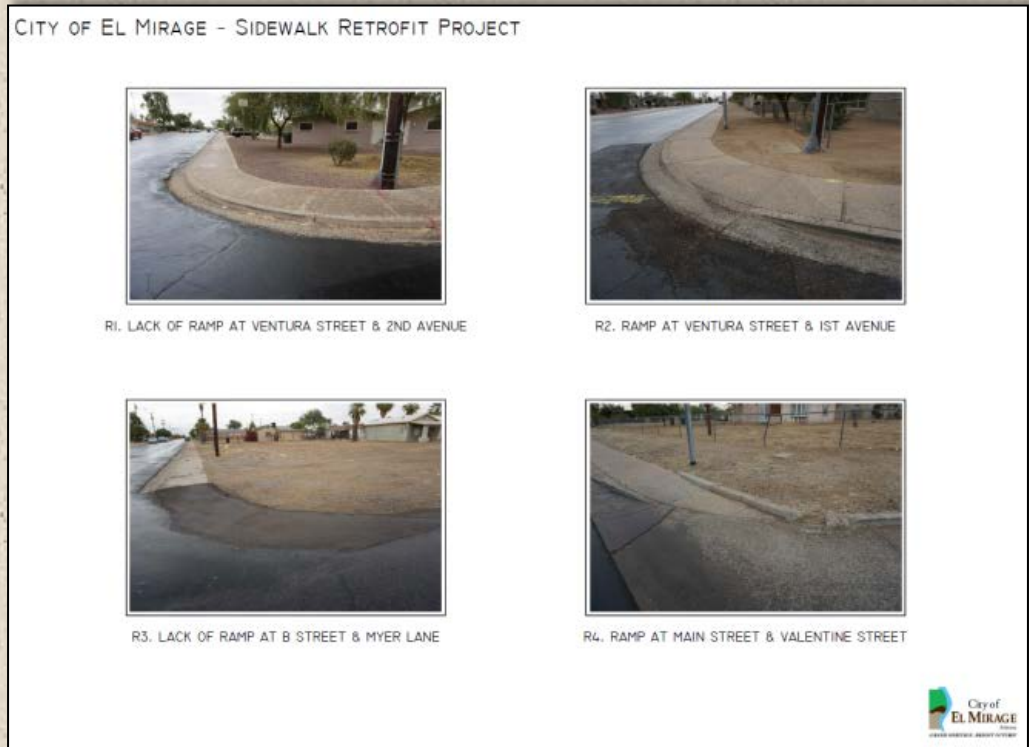 CITY OF EL MIRAGE - SIDEWALK RETROFIT PROJECT
R1. LACK OF RAMP AT VENTURA STREET & 2ND AVENUE
R2. RAMP AT VENTURA STREET & 1ST AVENUE
R3. LACK OF RAMP AT B STREET & MYER LANE
R4. RAMP AT MAIN STREET & VALENTINE STREET
City of
EL MIRAGE